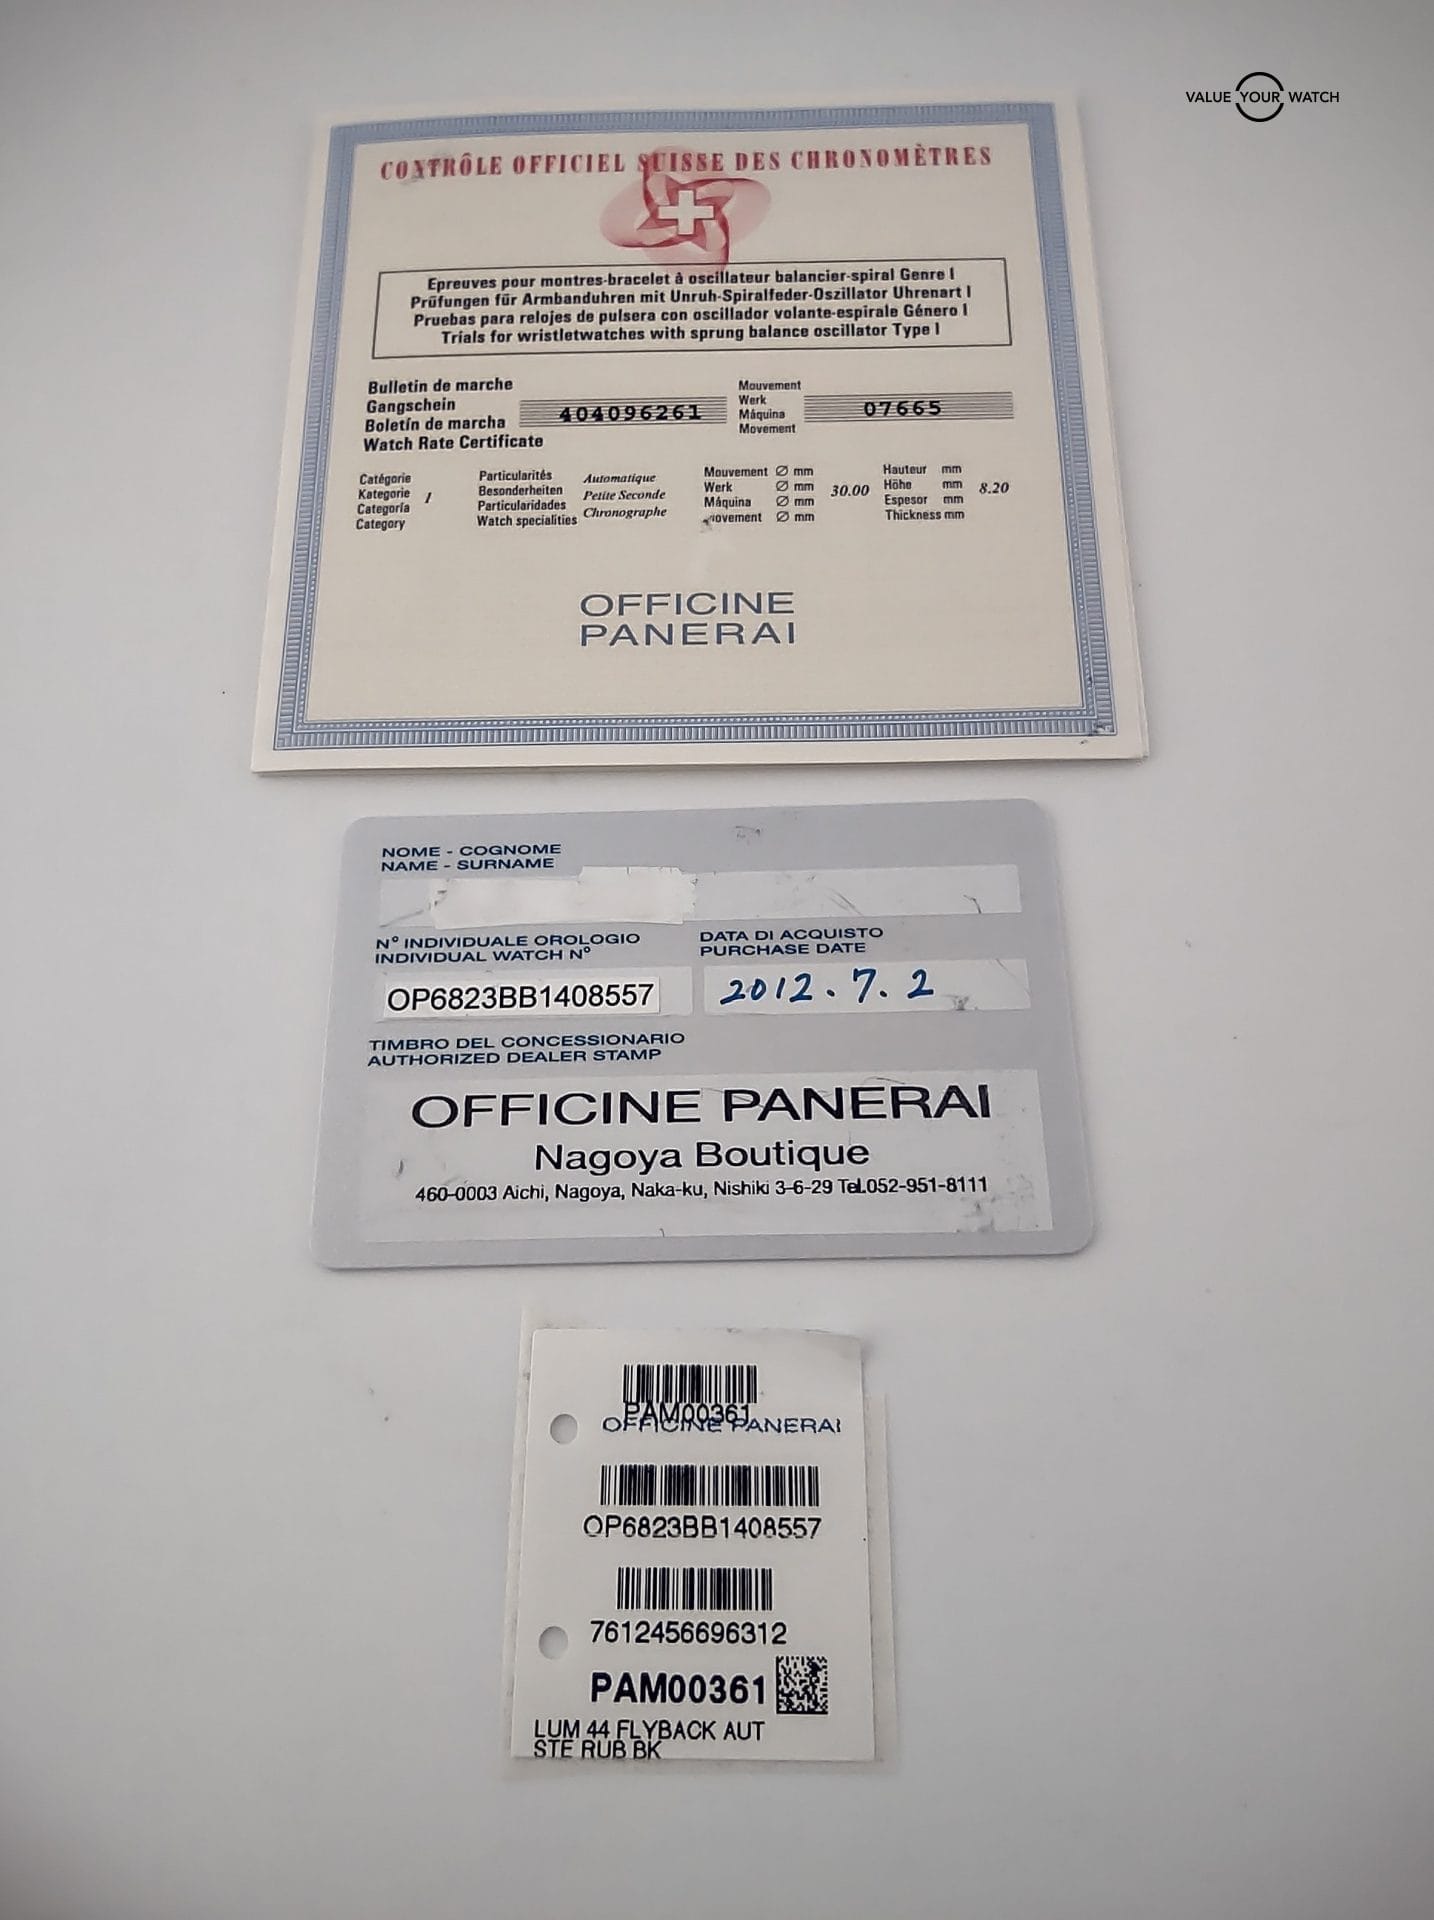 VALUE YOUR WATCH
CONTRÔLE OFFICIEL SUISSE DES CHRONOMÈTRES
Epreuves pour montres-bracelet à oscillateur balancier-spiral Genre I
Prüfungen für Armbanduhren mit Unruh-Spiralfeder-Oszillator Uhrenart I
Pruebas para relojes de pulsera con oscillador volante-espirale Género I
Trials for wristletwatches with sprung balance oscillator Type I
Bulletin de marche
Gangschein
Boletín de marcha
Watch Rate Certificate
404096261
Mouvement
Werk
Máquina
Movement
07665
Catégorie
Kategorie
Categoría
Category
1
Particularités
Besonderheiten
Particularidades
Watch specialities
Automatique
Petite Seconde
Chronographe
Mouvement Ø mm
Werk Ø mm
Máquina Ø mm
Movement Ø mm
30.00
Hauteur mm
Höhe mm
Espesor mm
Thickness mm
8.20
OFFICINE
PANERAI
NOME - COGNOME
NAME - SURNAME
N° INDIVIDUALE OROLOGIO
INDIVIDUAL WATCH N°
OP6823BB1408557
DATA DI ACQUISTO
PURCHASE DATE
2012.7.2
TIMBRO DEL CONCESSIONARIO
AUTHORIZED DEALER STAMP
OFFICINE PANERAI
Nagoya Boutique
460-0003 Aichi, Nagoya, Naka-ku, Nishiki 3-6-29 Tel.052-951-8111
PAM00361
OFFICINE PANERAI
OP6823BB1408557
7612456696312
PAM00361
LUM 44 FLYBACK AUT
STE RUB BK